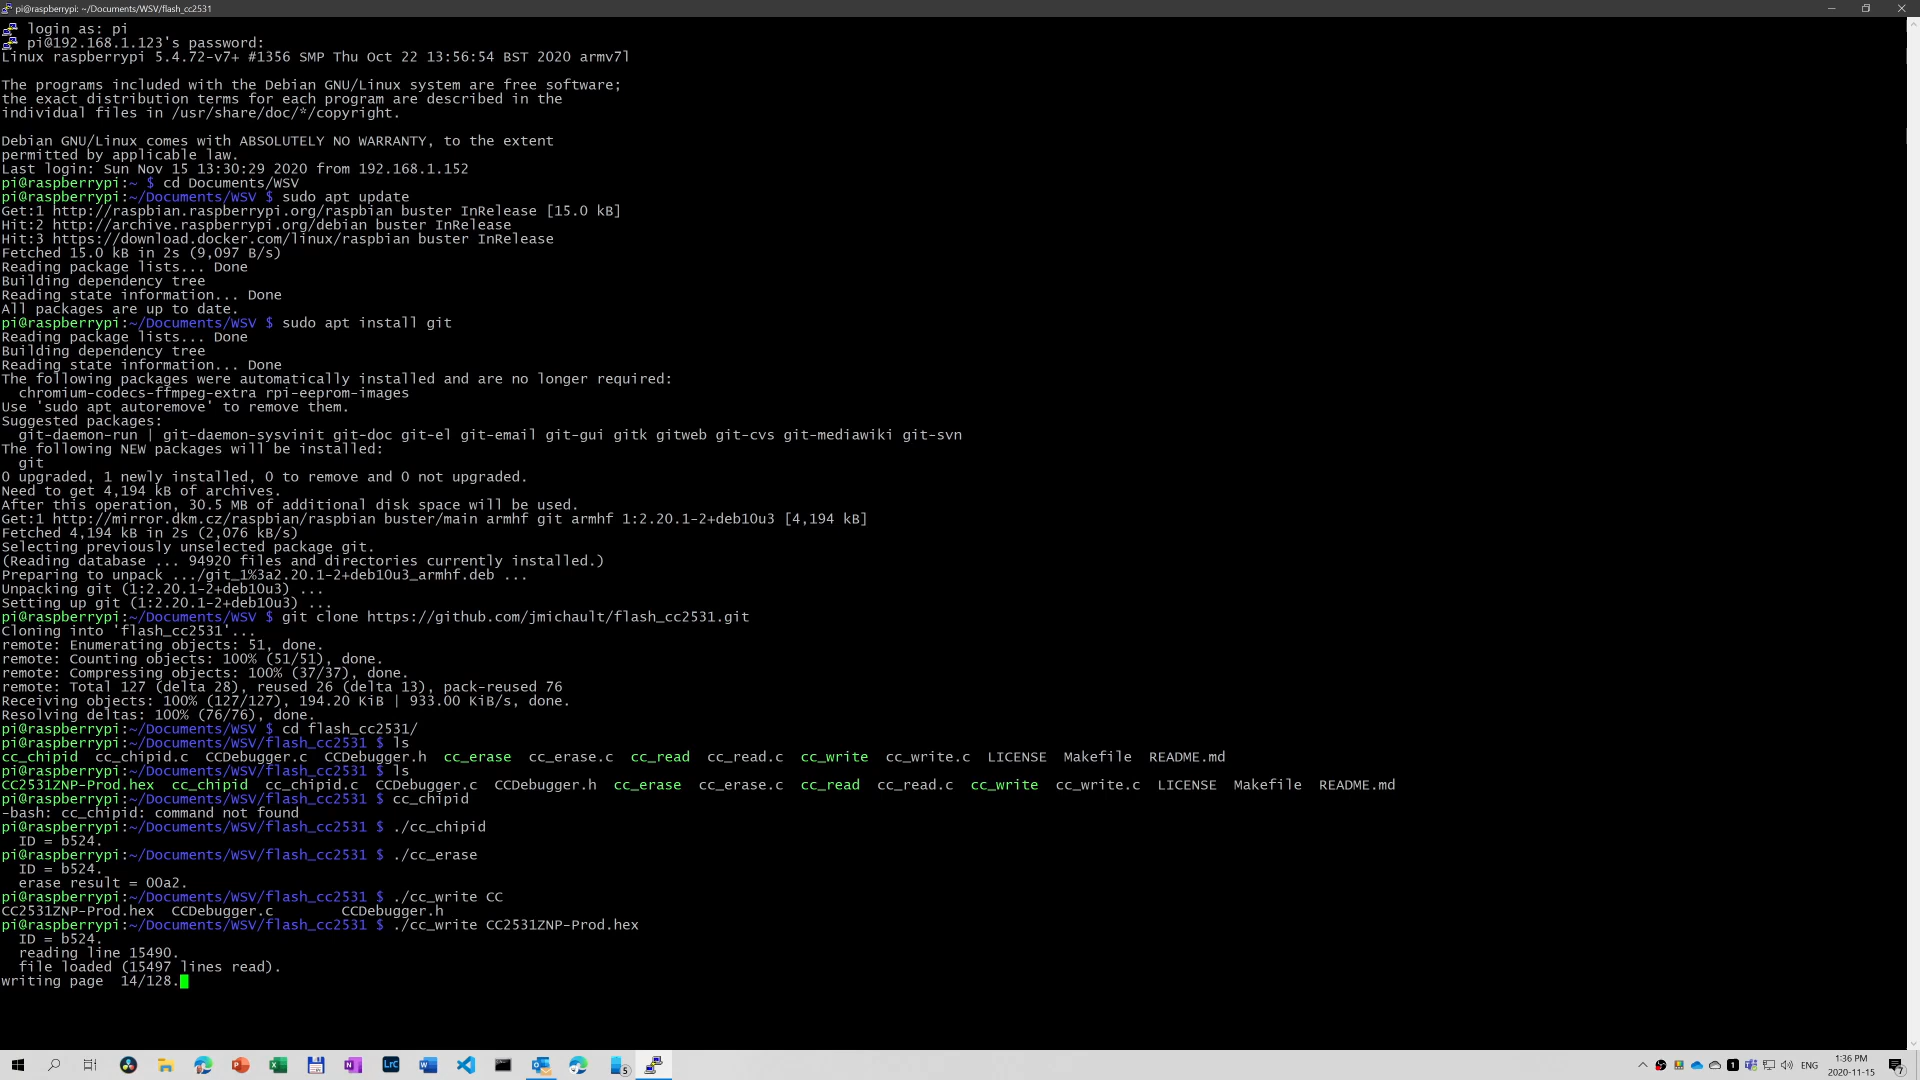 pi@raspberrypi: ~/Documents/WSV/flash_cc2531
login as: pi
pi@192.168.1.123's password:
Linux raspberrypi 5.4.72-v7+ #1356 SMP Thu Oct 22 13:56:54 BST 2020 armv7l
The programs included with the Debian GNU/Linux system are free software;
the exact distribution terms for each program are described in the
individual files in /usr/share/doc/*/copyright.
Debian GNU/Linux comes with ABSOLUTELY NO WARRANTY, to the extent
permitted by applicable law.
Last login: Sun Nov 15 13:30:29 2020 from 192.168.1.152
pi@raspberrypi:~ $ cd Documents/WSV
pi@raspberrypi:~/Documents/WSV $ sudo apt update
Get:1 http://raspbian.raspberrypi.org/raspbian buster InRelease [15.0 kB]
Hit:2 http://archive.raspberrypi.org/debian buster InRelease
Hit:3 https://download.docker.com/linux/raspbian buster InRelease
Fetched 15.0 kB in 2s (9,097 B/s)
Reading package lists... Done
Building dependency tree
Reading state information... Done
All packages are up to date.
pi@raspberrypi:~/Documents/WSV $ sudo apt install git
Reading package lists... Done
Building dependency tree
Reading state information... Done
The following packages were automatically installed and are no longer required:
  chromium-codecs-ffmpeg-extra rpi-eeprom-images
Use 'sudo apt autoremove' to remove them.
Suggested packages:
  git-daemon-run | git-daemon-sysvinit git-doc git-el git-email git-gui gitk gitweb git-cvs git-mediawiki git-svn
The following NEW packages will be installed:
  git
0 upgraded, 1 newly installed, 0 to remove and 0 not upgraded.
Need to get 4,194 kB of archives.
After this operation, 30.5 MB of additional disk space will be used.
Get:1 http://mirror.dkm.cz/raspbian/raspbian buster/main armhf git armhf 1:2.20.1-2+deb10u3 [4,194 kB]
Fetched 4,194 kB in 2s (2,076 kB/s)
Selecting previously unselected package git.
(Reading database ... 94920 files and directories currently installed.)
Preparing to unpack .../git_1%3a2.20.1-2+deb10u3_armhf.deb ...
Unpacking git (1:2.20.1-2+deb10u3) ...
Setting up git (1:2.20.1-2+deb10u3) ...
pi@raspberrypi:~/Documents/WSV $ git clone https://github.com/jmichault/flash_cc2531.git
Cloning into 'flash_cc2531'...
remote: Enumerating objects: 51, done.
remote: Counting objects: 100% (51/51), done.
remote: Compressing objects: 100% (37/37), done.
remote: Total 127 (delta 28), reused 26 (delta 13), pack-reused 76
Receiving objects: 100% (127/127), 194.20 KiB | 933.00 KiB/s, done.
Resolving deltas: 100% (76/76), done.
pi@raspberrypi:~/Documents/WSV $ cd flash_cc2531/
pi@raspberrypi:~/Documents/WSV/flash_cc2531 $ ls
cc_chipid  cc_chipid.c  CCDebugger.c  CCDebugger.h  cc_erase  cc_erase.c  cc_read  cc_read.c  cc_write  cc_write.c  LICENSE  Makefile  README.md
pi@raspberrypi:~/Documents/WSV/flash_cc2531 $ ls
CC2531ZNP-Prod.hex  cc_chipid  cc_chipid.c  CCDebugger.c  CCDebugger.h  cc_erase  cc_erase.c  cc_read  cc_read.c  cc_write  cc_write.c  LICENSE  Makefile  README.md
pi@raspberrypi:~/Documents/WSV/flash_cc2531 $ cc_chipid
-bash: cc_chipid: command not found
pi@raspberrypi:~/Documents/WSV/flash_cc2531 $ ./cc_chipid
  ID = b524.
pi@raspberrypi:~/Documents/WSV/flash_cc2531 $ ./cc_erase
  ID = b524.
  erase result = 00a2.
pi@raspberrypi:~/Documents/WSV/flash_cc2531 $ ./cc_write CC
CC2531ZNP-Prod.hex  CCDebugger.c        CCDebugger.h
pi@raspberrypi:~/Documents/WSV/flash_cc2531 $ ./cc_write CC2531ZNP-Prod.hex
  ID = b524.
  reading line 15490.
  file loaded (15497 lines read).
writing page  14/128.
LrC
5
1
ENG
1:36 PM
2020-11-15
7